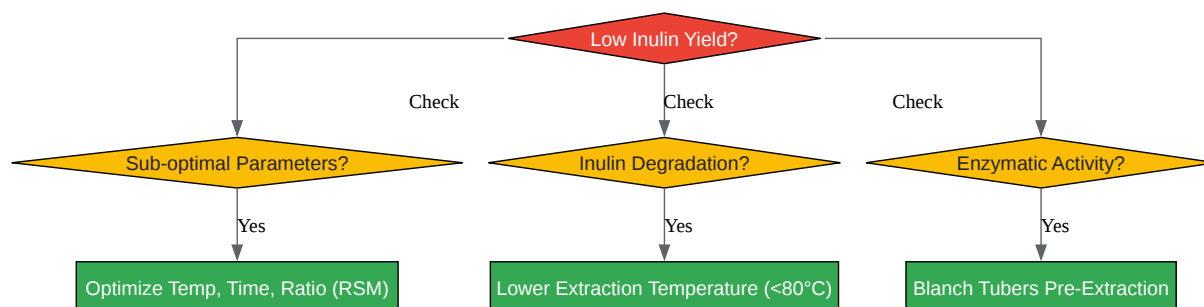 Low Inulin Yield?
Check
Check
Check
Sub-optimal Parameters?
Inulin Degradation?
Enzymatic Activity?
Yes
Yes
Yes
Optimize Temp, Time, Ratio (RSM)
Lower Extraction Temperature (<80°C)
Blanch Tubers Pre-Extraction